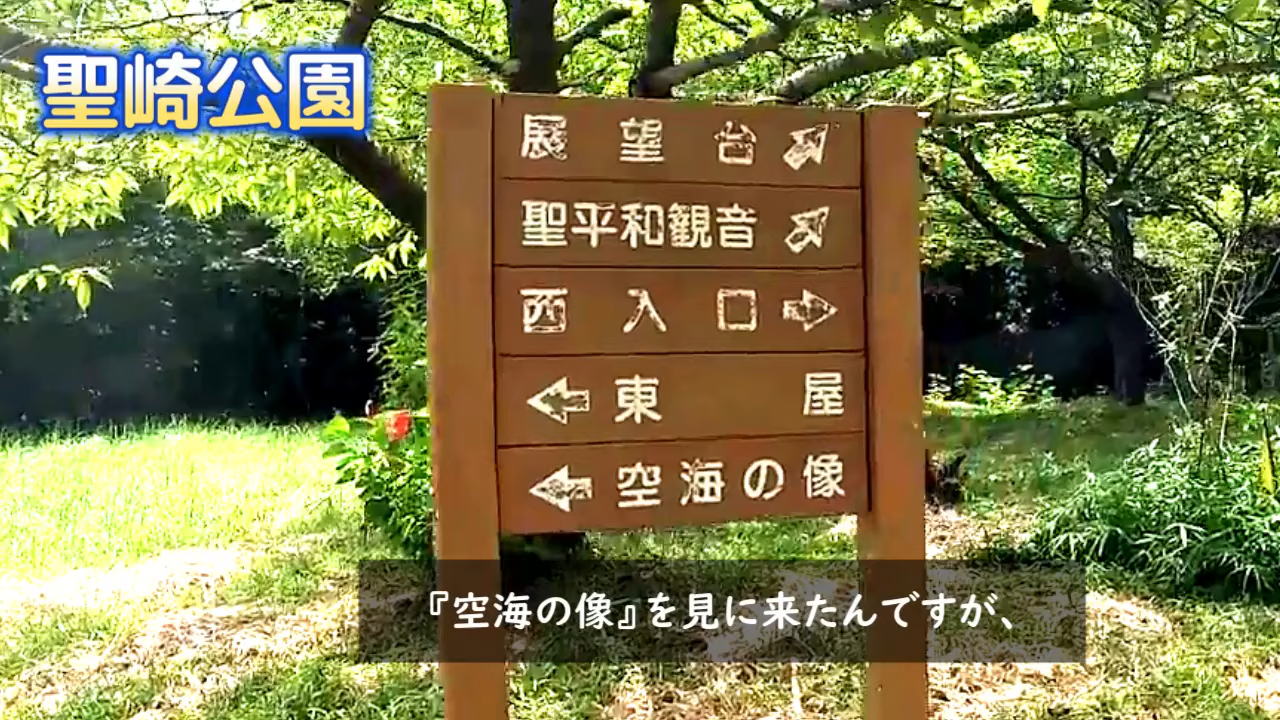 聖崎公園
展望台
聖平和観音
西入口
東屋
空海の像
『空海の像』を見に来たんですが、